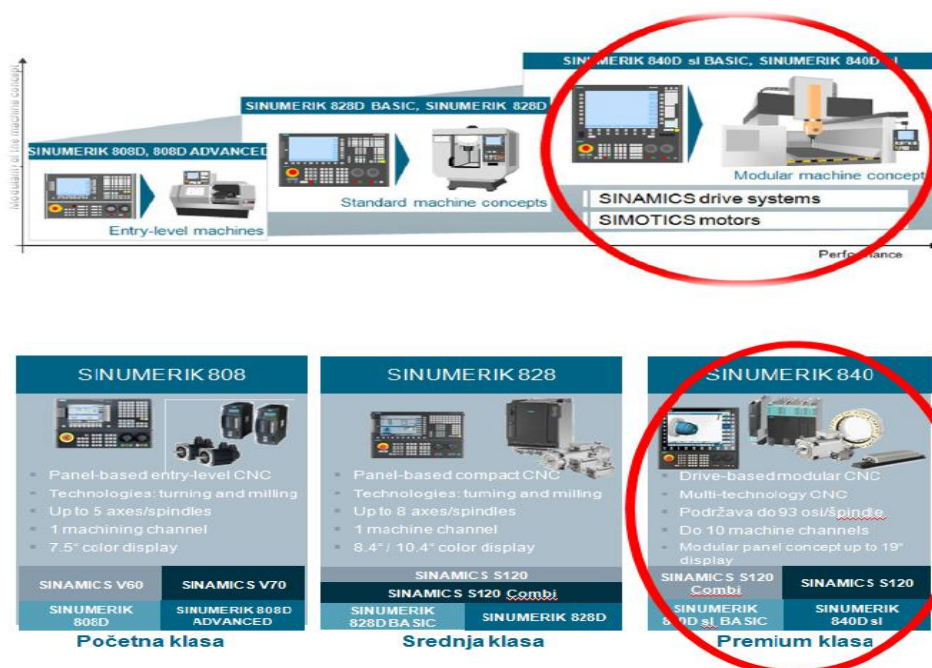 Modularity of the machine concept
SINUMERIK 840D sl BASIC, SINUMERIK 840D sl
SINUMERIK 828D BASIC, SINUMERIK 828D
SINUMERIK 808D, 808D ADVANCED
Modular machine concept
Standard machine concepts
SINAMICS drive systems
SIMOTICS motors
Entry-level machines
Performance
SINUMERIK 808
Panel-based entry-level CNC
Technologies: turning and milling
Up to 5 axes/spindles
1 machining channel
7.5" color display
SINAMICS V60
SINAMICS V70
SINUMERIK
808D
SINUMERIK 808D
ADVANCED
Početna klasa
SINUMERIK 828
Panel-based compact CNC
Technologies: turning and milling
Up to 8 axes/spindles
1 machine channel
8.4" / 10.4" color display
SINAMICS S120
SINAMICS S120 Combi
SINUMERIK
828D BASIC
SINUMERIK 828D
Srednja klasa
SINUMERIK 840
Drive-based modular CNC
Multi-technology CNC
Podržava do 93 osi/špindle
Do 10 machine channels
Modular panel concept up to 19"
display
SINAMICS S120
Combi
SINAMICS S120
SINUMERIK
840D sl BASIC
SINUMERIK
840D sl
Premium klasa